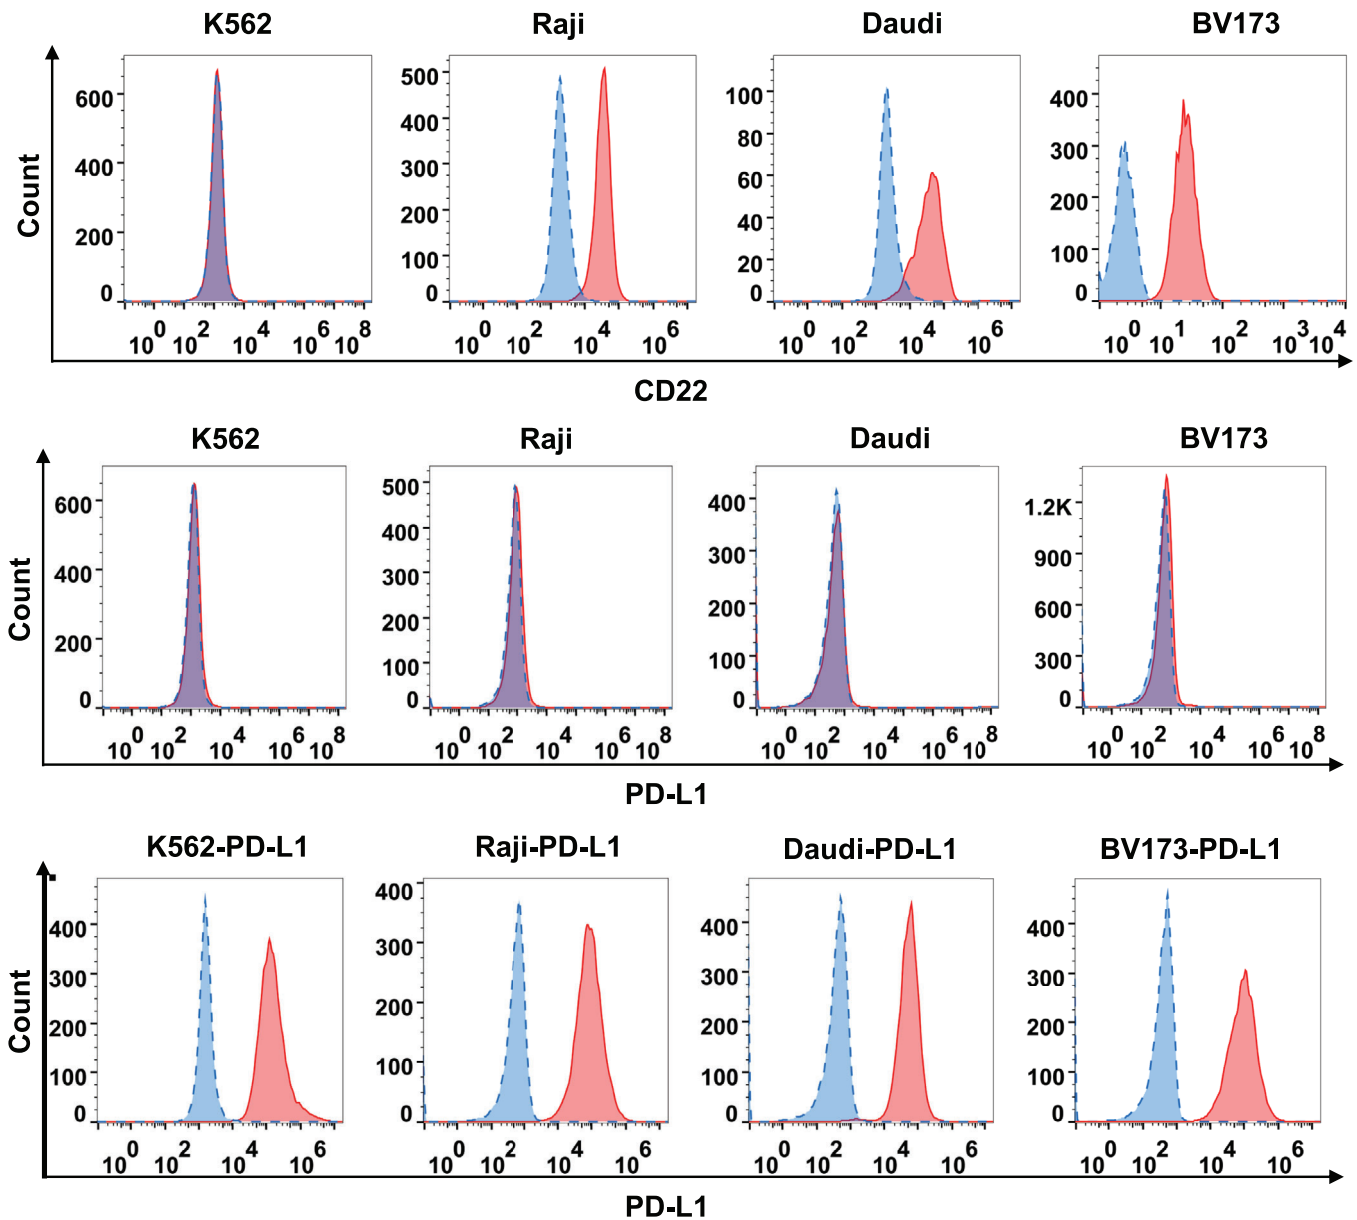 K562 Raji Daudi BV173
600 400 200 0
500 400 300 200 100 0
100 80 60 40 20 0
400 300 200 100 0
10^0 10^2 10^4 10^6 10^8
10^0 10^2 10^4 10^6
10^0 10^2 10^4 10^6
10^0 10^1 10^2 10^3 10^4
Count
CD22
K562 Raji Daudi BV173
600 400 200 0
500 400 300 200 100 0
400 300 200 100 0
1.2K 900 600 300 0
10^0 10^2 10^4 10^6 10^8
10^0 10^2 10^4 10^6 10^8
10^0 10^2 10^4 10^6 10^8
10^0 10^2 10^4 10^6 10^8
Count
PD-L1
K562-PD-L1 Raji-PD-L1 Daudi-PD-L1 BV173-PD-L1
400 300 200 100 0
400 300 200 100 0
400 300 200 100 0
400 300 200 100 0
10^0 10^2 10^4 10^6
10^0 10^2 10^4 10^6
10^0 10^2 10^4 10^6
10^0 10^2 10^4 10^6
Count
PD-L1